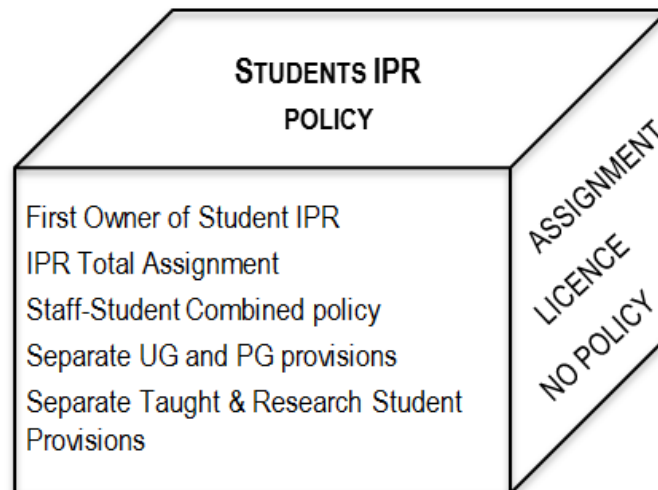 STUDENTS IPR
POLICY
First Owner of Student IPR
IPR Total Assignment
Staff-Student Combined policy
Separate UG and PG provisions
Separate Taught & Research Student
Provisions
ASSIGNMENT
LICENCE
NO POLICY